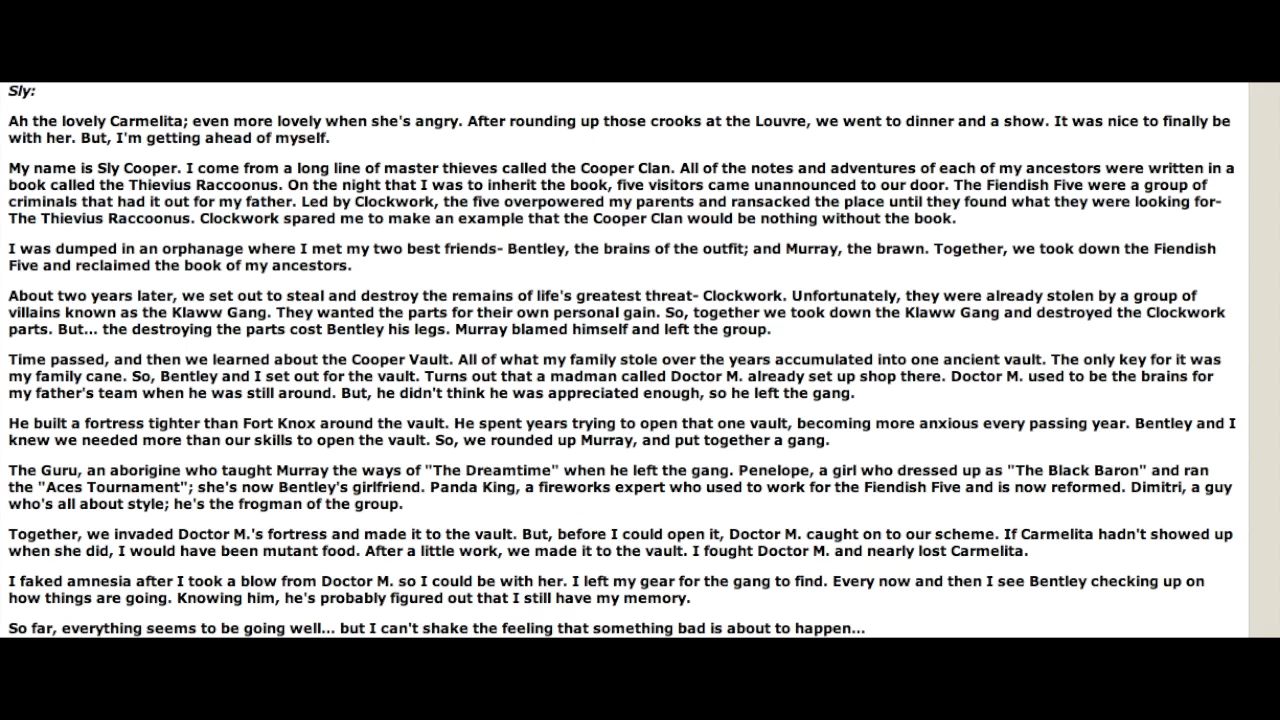 Sly:
Ah the lovely Carmelita; even more lovely when she's angry. After rounding up those crooks at the Louvre, we went to dinner and a show. It was nice to finally be
with her. But, I'm getting ahead of myself.
My name is Sly Cooper. I come from a long line of master thieves called the Cooper Clan. All of the notes and adventures of each of my ancestors were written in a
book called the Thievius Raccoonus. On the night that I was to inherit the book, five visitors came unannounced to our door. The Fiendish Five were a group of
criminals that had it out for my father. Led by Clockwork, the five overpowered my parents and ransacked the place until they found what they were looking for-
The Thievius Raccoonus. Clockwork spared me to make an example that the Cooper Clan would be nothing without the book.
I was dumped in an orphanage where I met my two best friends- Bentley, the brains of the outfit; and Murray, the brawn. Together, we took down the Fiendish
Five and reclaimed the book of my ancestors.
About two years later, we set out to steal and destroy the remains of life's greatest threat- Clockwork. Unfortunately, they were already stolen by a group of
villains known as the Klaww Gang. They wanted the parts for their own personal gain. So, together we took down the Klaww Gang and destroyed the Clockwork
parts. But... the destroying the parts cost Bentley his legs. Murray blamed himself and left the group.
Time passed, and then we learned about the Cooper Vault. All of what my family stole over the years accumulated into one ancient vault. The only key for it was
my family cane. So, Bentley and I set out for the vault. Turns out that a madman called Doctor M. already set up shop there. Doctor M. used to be the brains for
my father's team when he was still around. But, he didn't think he was appreciated enough, so he left the gang.
He built a fortress tighter than Fort Knox around the vault. He spent years trying to open that one vault, becoming more anxious every passing year. Bentley and I
knew we needed more than our skills to open the vault. So, we rounded up Murray, and put together a gang.
The Guru, an aborigine who taught Murray the ways of "The Dreamtime" when he left the gang. Penelope, a girl who dressed up as "The Black Baron" and ran
the "Aces Tournament"; she's now Bentley's girlfriend. Panda King, a fireworks expert who used to work for the Fiendish Five and is now reformed. Dimitri, a guy
who's all about style; he's the frogman of the group.
Together, we invaded Doctor M.'s fortress and made it to the vault. But, before I could open it, Doctor M. caught on to our scheme. If Carmelita hadn't showed up
when she did, I would have been mutant food. After a little work, we made it to the vault. I fought Doctor M. and nearly lost Carmelita.
I faked amnesia after I took a blow from Doctor M. so I could be with her. I left my gear for the gang to find. Every now and then I see Bentley checking up on
how things are going. Knowing him, he's probably figured out that I still have my memory.
So far, everything seems to be going well... but I can't shake the feeling that something bad is about to happen...